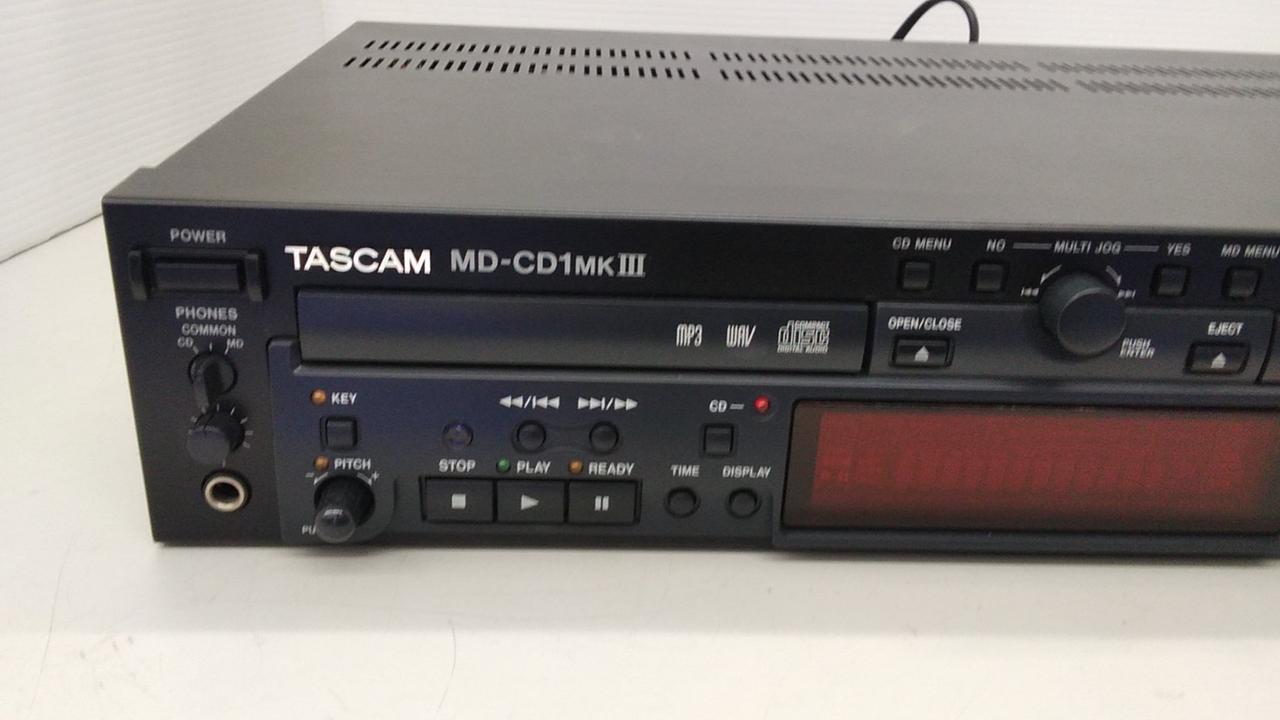 POWER
TASCAM MD-CD1MKIII
CD MENU NO MULTI JOG YES MD MENU
PHONES
COMMON
CD MD
MP3 WAV COMPACT
disc
DIGITAL AUDIO
OPEN/CLOSE
PUSH
ENTER
EJECT
KEY
CD
PITCH
- +
STOP PLAY READY
TIME DISPLAY